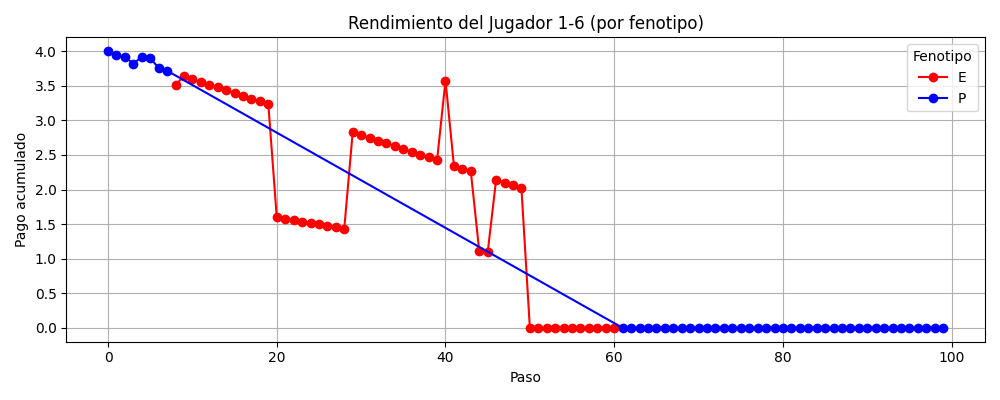 Rendimiento del Jugador 1-6 (por fenotipo)
Pago acumulado
4.0
3.5
3.0
2.5
2.0
1.5
1.0
0.5
0.0
Fenotipo
E
P
0 20 40 60 80 100
Paso